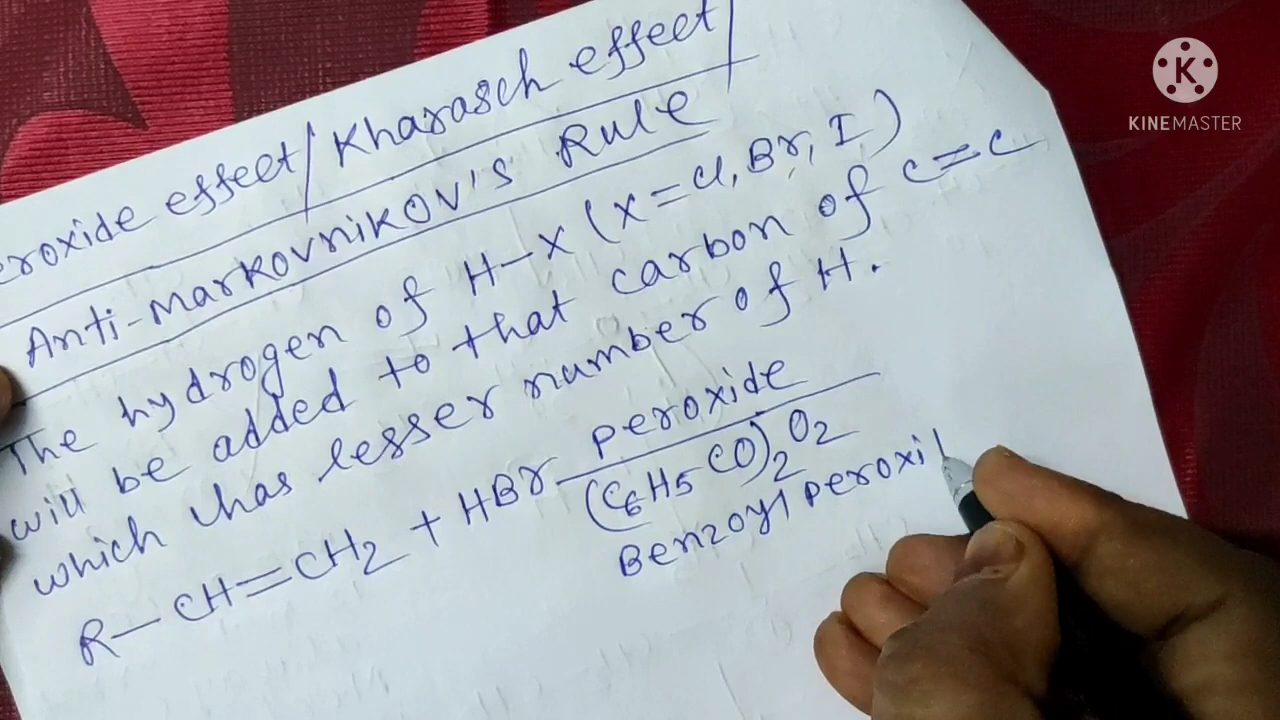 eroxide effect/Kharasch effect/
Anti-Markovnikov's Rule
The hydrogen of H-X (X=Cl, Br, I)
will be added to that carbon of C=C
which has lesser number of H.
R-CH=CH2 + HBr peroxide
(C6H5CO)2O2
Benzoyl peroxi
K
KINEMASTER